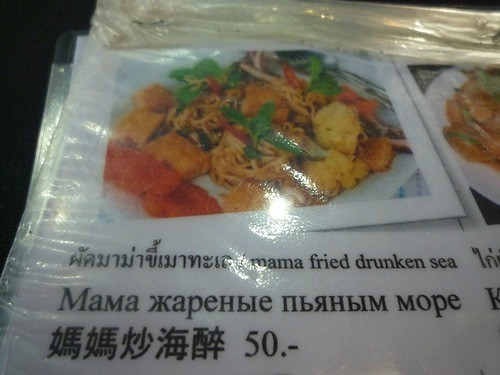 ผัดมาม่าขี้เมาทะเล / mama fried drunken sea
Мама жареные пьяным море
媽媽炒海醉 50.-